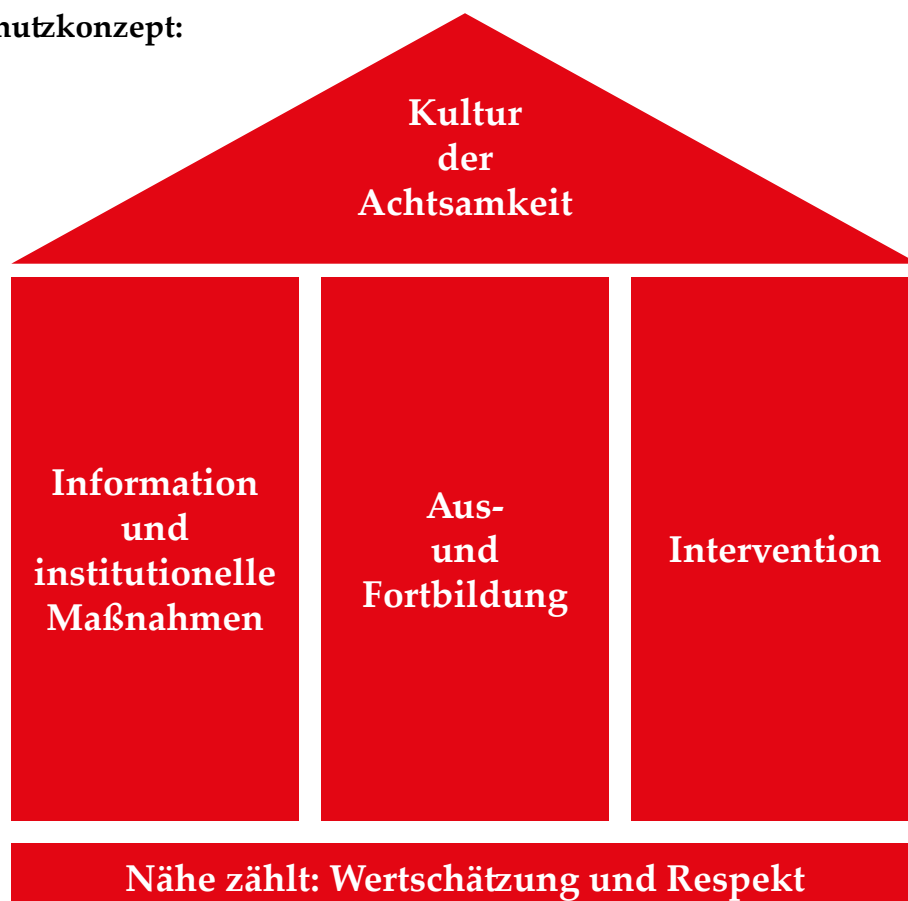 hutzkonzept:
Kultur
der
Achtsamkeit
Information
und
institutionelle
Maßnahmen
Aus-
und
Fortbildung
Intervention
Nähe zählt: Wertschätzung und Respekt